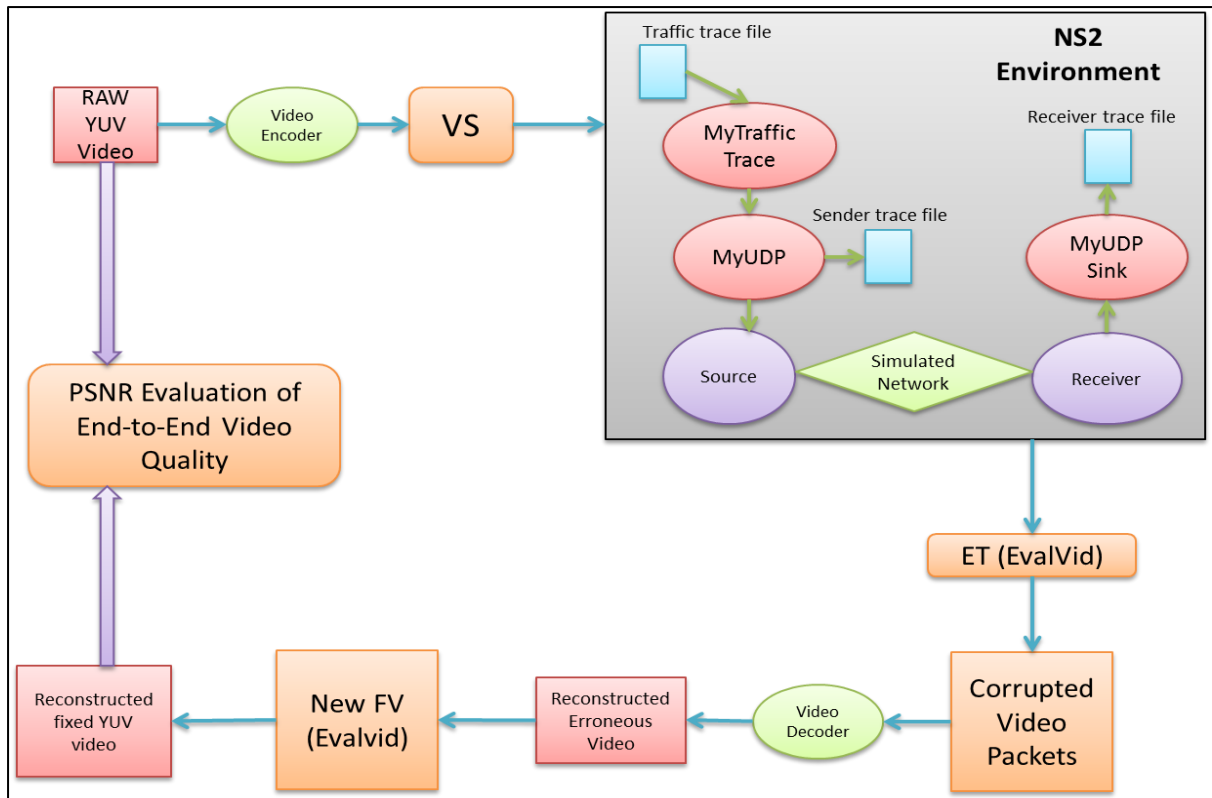 RAW
YUV
Video
Video
Encoder
VS
Traffic trace file
NS2
Environment
MyTraffic
Trace
Receiver trace file
Sender trace file
MyUDP
MyUDP
Sink
Source
Simulated
Network
Receiver
PSNR Evaluation of
End-to-End Video
Quality
ET (EvalVid)
Corrupted
Video
Packets
Video
Decoder
Reconstructed
Erroneous
Video
New FV
(Evalvid)
Reconstructed
fixed YUV
video